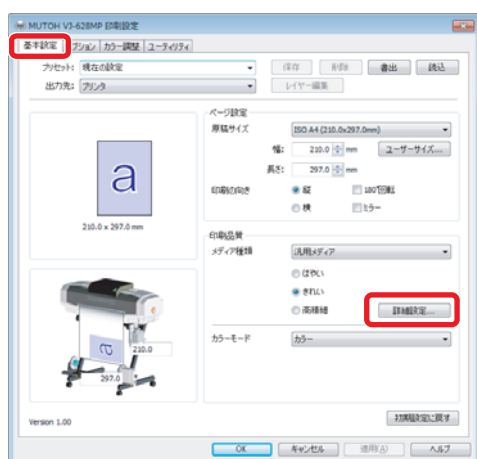 MUTOH VJ-628MP 印刷設定
基本設定 オプション カラー調整 ユーティリティ
プリセット: 現在の設定 保存 削除 書出 読込
出力先: プリンタ レイヤー編集
ページ設定
原稿サイズ ISO A4 (210.0x297.0mm)
幅: 210.0 mm ユーザーサイズ...
長さ: 297.0 mm
印刷の向き 縦 180°回転
横 ミラー
a
210.0 x 297.0 mm
印刷品質
メディア種類 汎用メディア
はやい
きれい
高精細 詳細設定...
カラーモード カラー
a
210.0
297.0
Version 1.00 初期設定に戻す
OK キャンセル 適用(A) ヘルプ